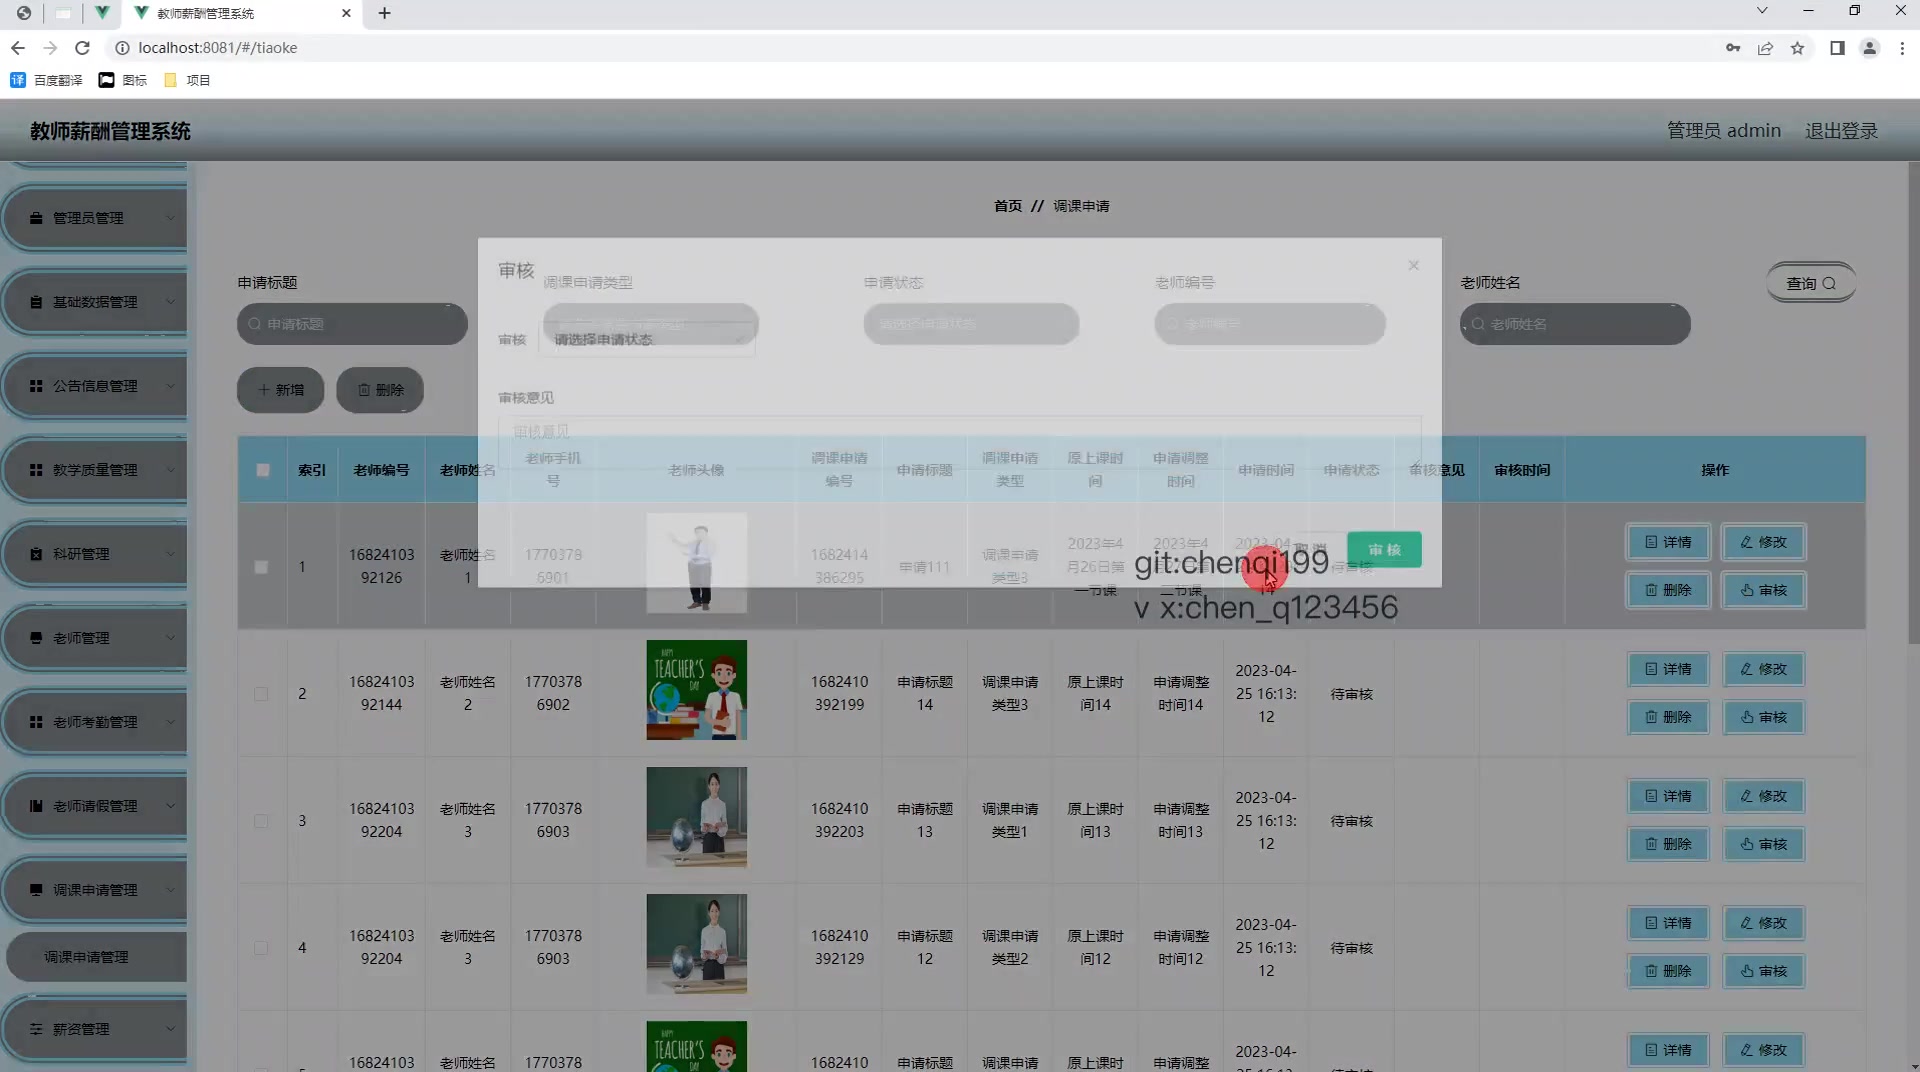 教师薪酬管理系统
localhost:8081/#/tiaoke
百度翻译 图标 项目
教师薪酬管理系统
管理员 admin 退出登录
管理员管理
基础数据管理
公告信息管理
教学质量管理
科研管理
老师管理
老师考勤管理
老师请假管理
调课申请管理
调课申请管理
薪资管理
首页 // 调课申请
申请标题 调课申请类型 申请状态 老师编号 老师姓名 查询
申请标题 请选择申请状态 老师编号 老师姓名
新增 删除
审核
审核 请选择申请状态
审核意见
审核意见
取消 审核
索引 老师编号 老师姓名 老师手机号 老师头像 调课申请编号 申请标题 调课申请类型 原上课时间 申请调整时间 申请时间 申请状态 审核意见 审核时间 操作
1 1682410392126 老师姓名1 17703786901 1682414386295 申请111 调课申请类型3 2023年4月26日第一节课 2023年4 2023-04- 待审核 详情 修改 删除 审核
git:chenqi199
v x:chen_q123456
2 1682410392144 老师姓名2 17703786902 HAPPY TEACHER'S DAY 1682410392199 申请标题14 调课申请类型3 原上课时间14 申请调整时间14 2023-04-25 16:13:12 待审核 详情 修改 删除 审核
3 1682410392204 老师姓名3 17703786903 1682410392203 申请标题13 调课申请类型1 原上课时间13 申请调整时间13 2023-04-25 16:13:12 待审核 详情 修改 删除 审核
4 1682410392204 老师姓名3 17703786903 1682410392129 申请标题12 调课申请类型2 原上课时间12 申请调整时间12 2023-04-25 16:13:12 待审核 详情 修改 删除 审核
16824103 老师姓名 1770378 HAPPY TEACHER'S 1682410 申请标题 调课申请 原上课时 申请调整 2023-04- 详情 修改